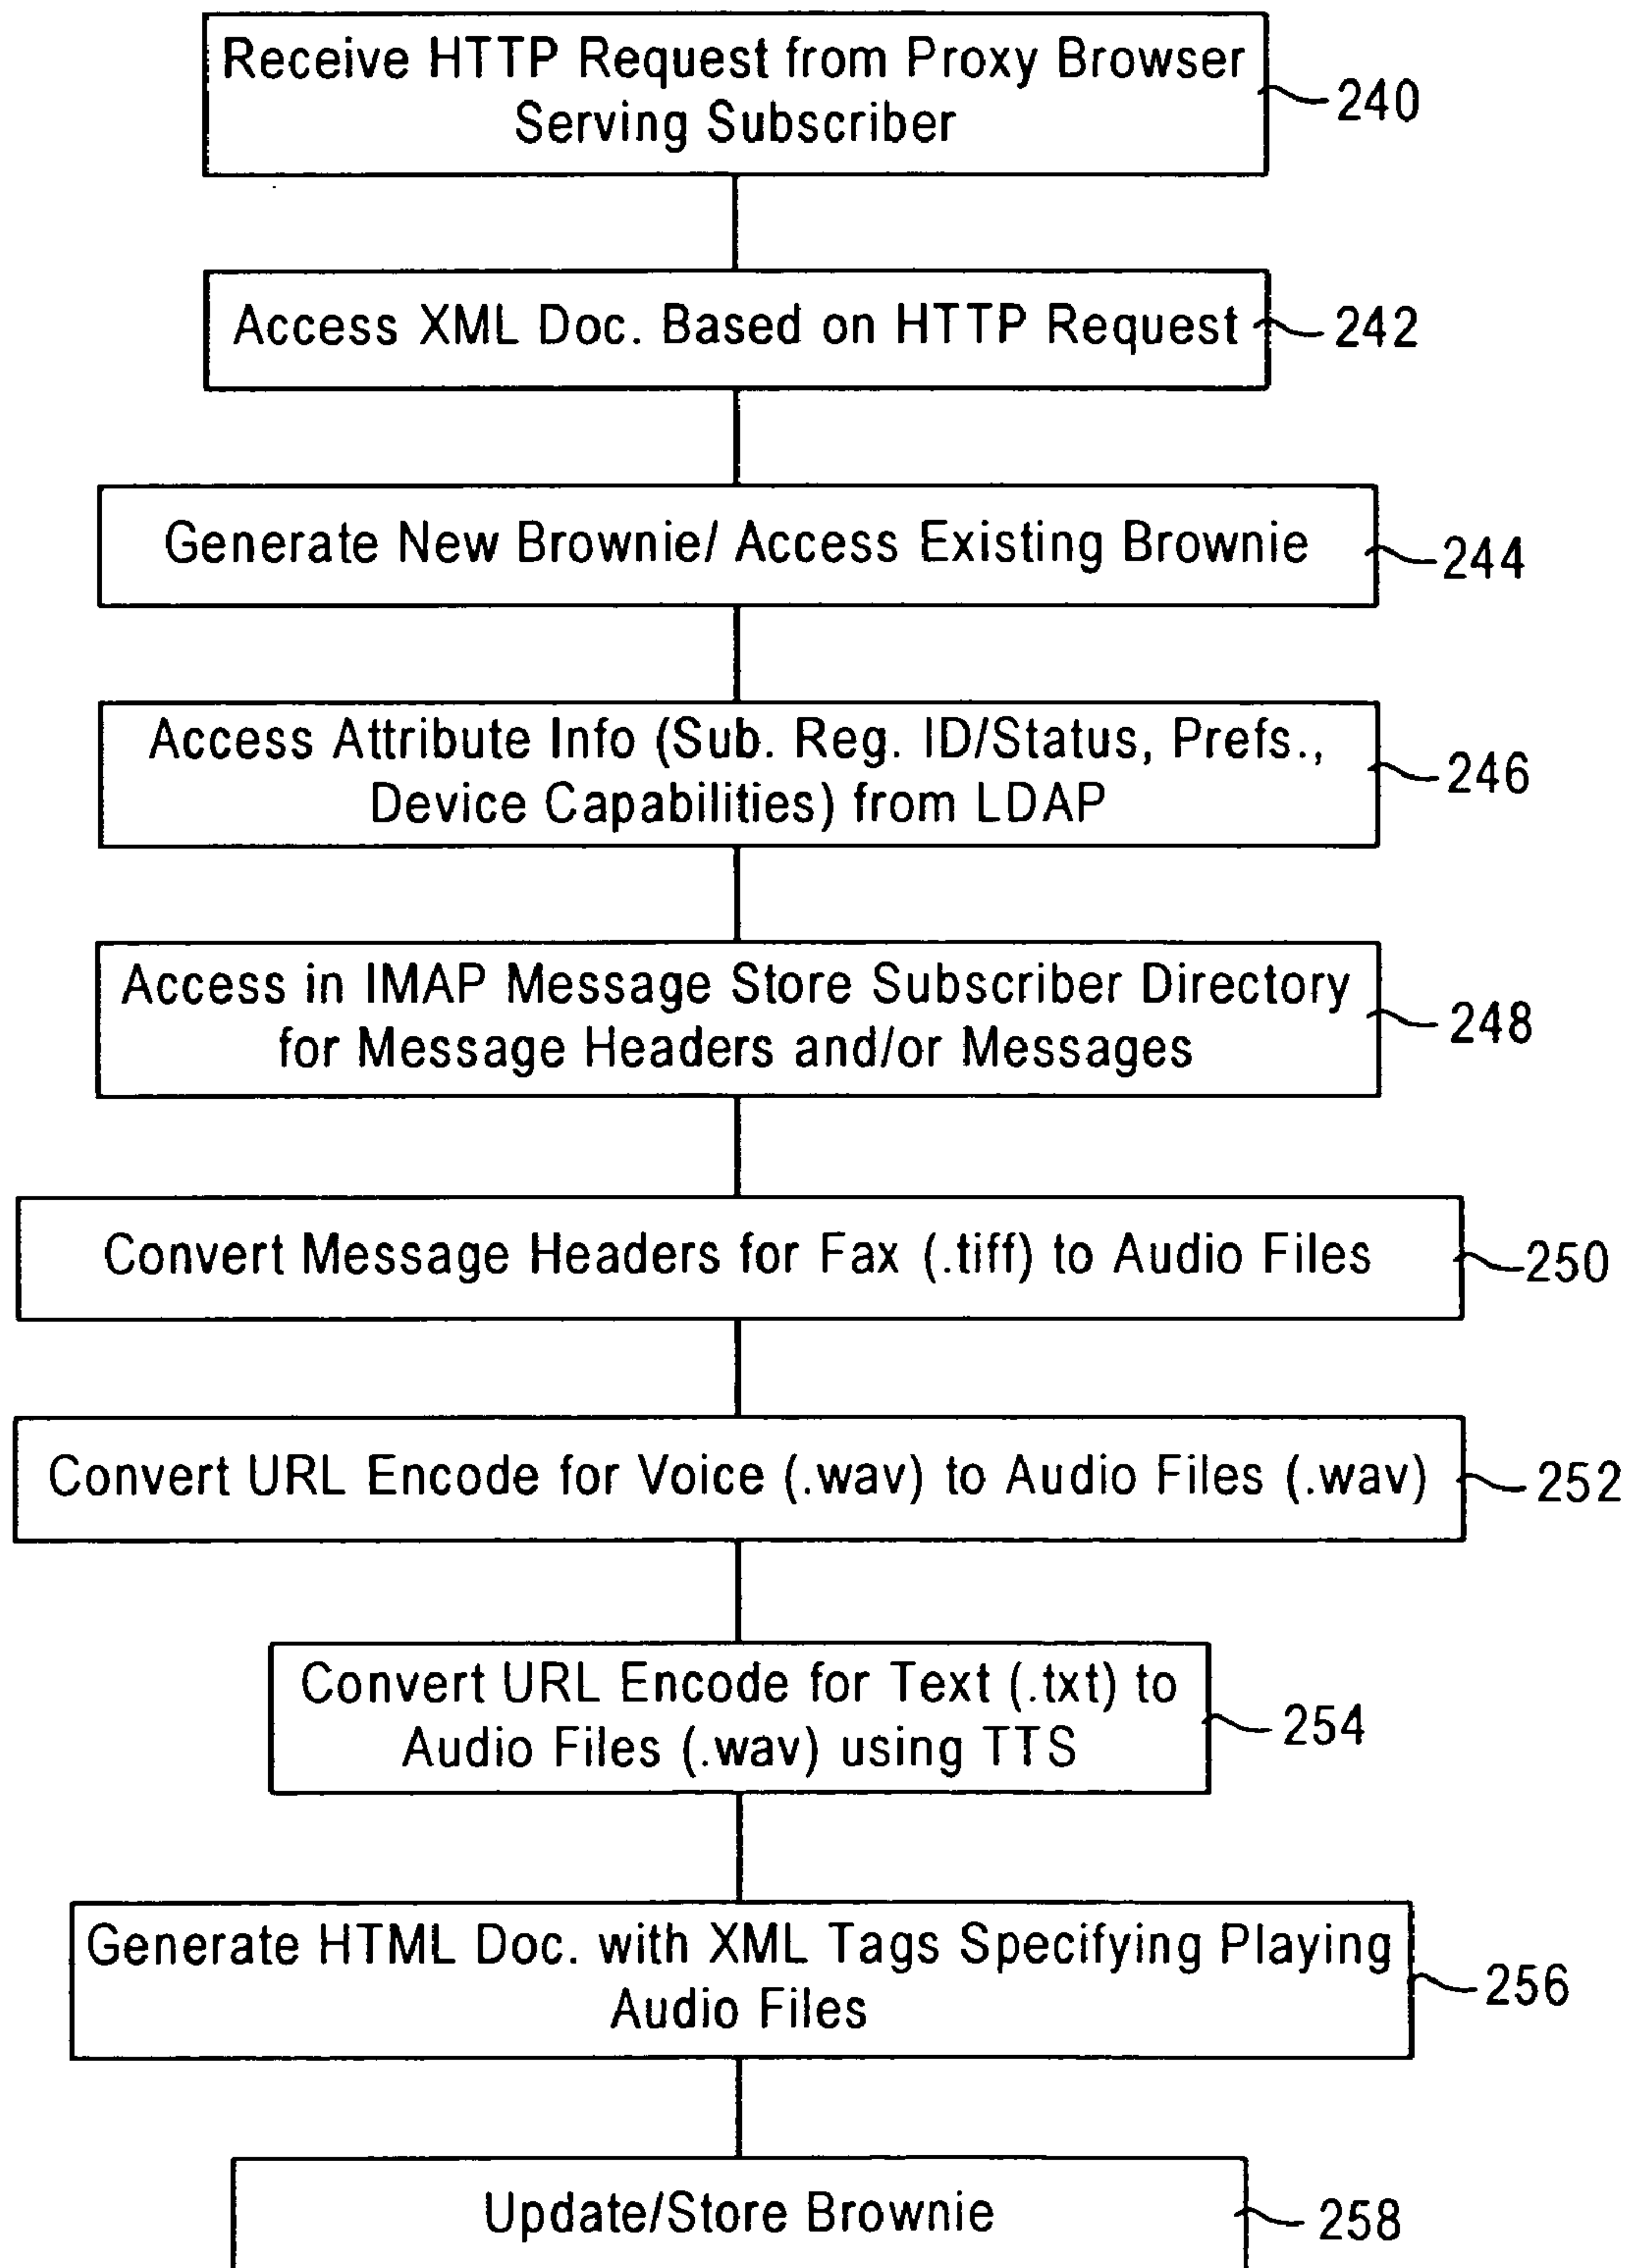 Receive HTTP Request from Proxy Browser
Serving Subscriber
240
Access XML Doc. Based on HTTP Request
242
Generate New Brownie/ Access Existing Brownie
244
Access Attribute Info (Sub. Reg. ID/Status, Prefs.,
Device Capabilities) from LDAP
246
Access in IMAP Message Store Subscriber Directory
for Message Headers and/or Messages
248
Convert Message Headers for Fax (.tiff) to Audio Files
250
Convert URL Encode for Voice (.wav) to Audio Files (.wav)
252
Convert URL Encode for Text (.txt) to
Audio Files (.wav) using TTS
254
Generate HTML Doc. with XML Tags Specifying Playing
Audio Files
256
Update/Store Brownie
258